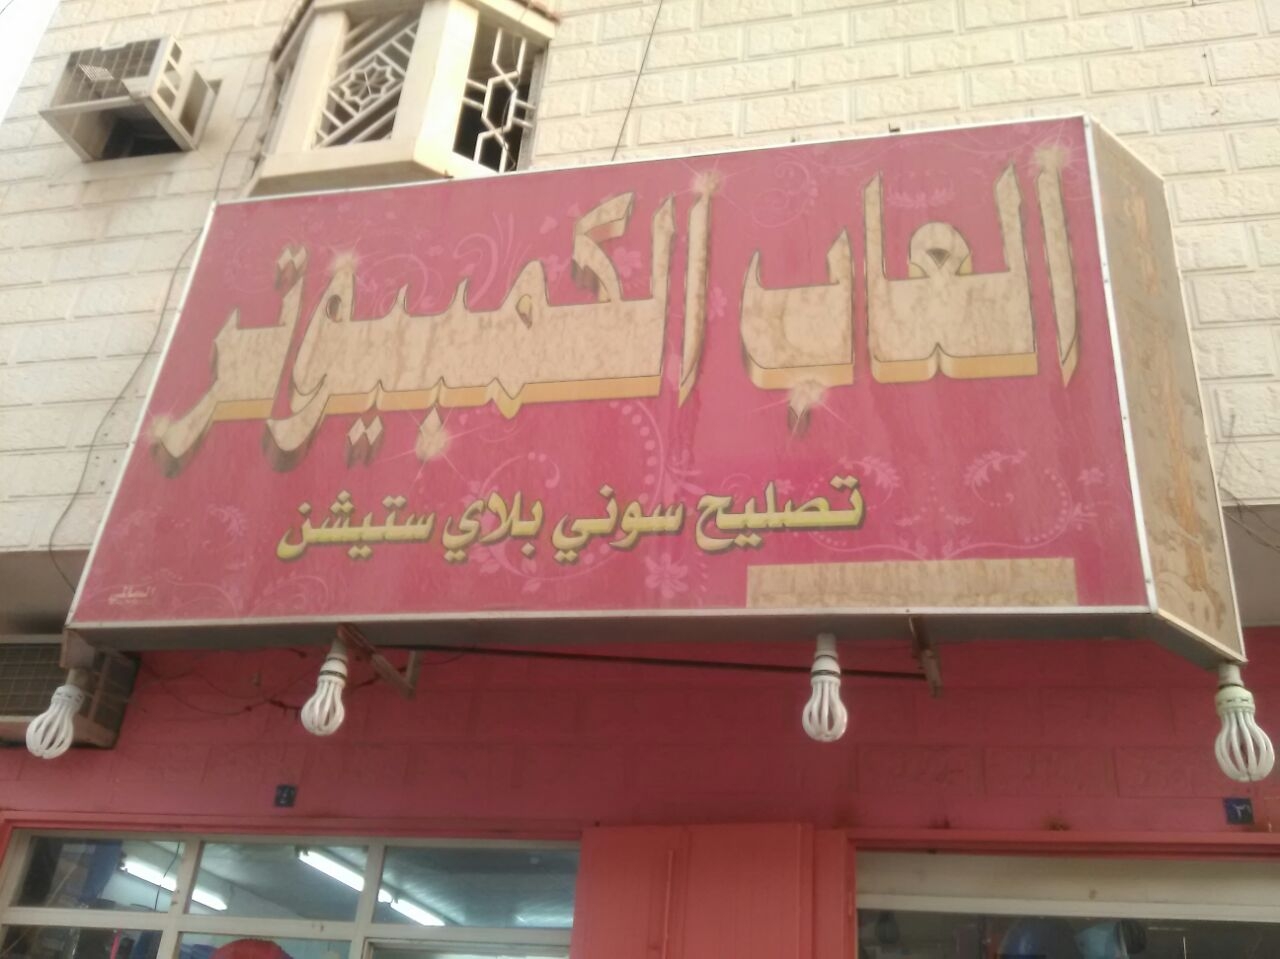 العاب الكمبيوتر
تصليح سوني بلاي ستيشن